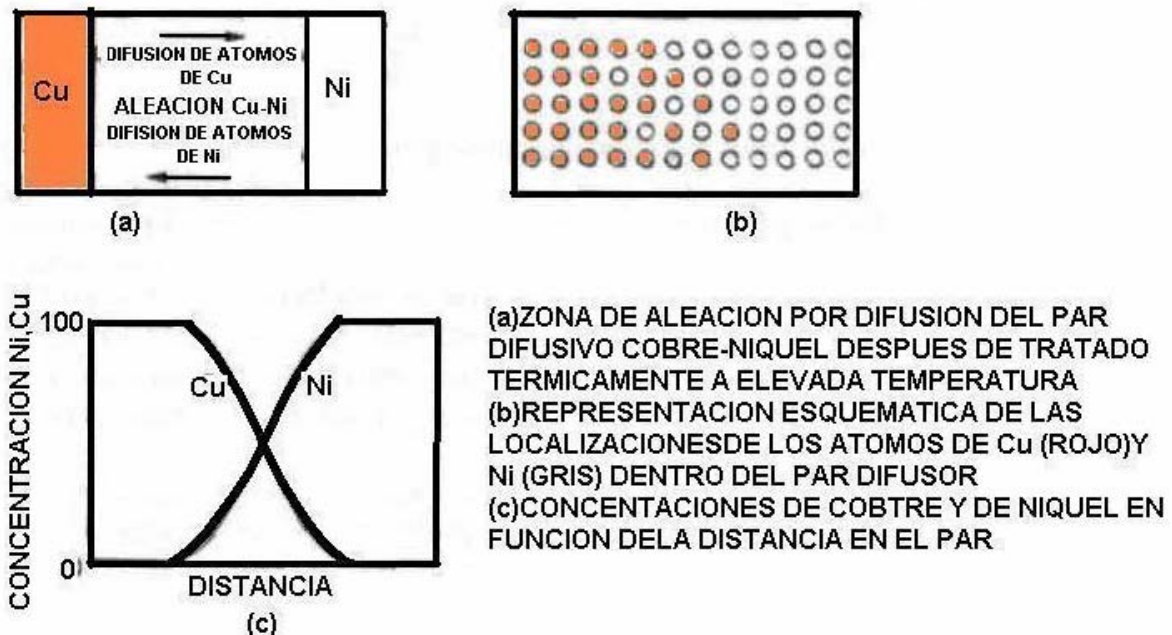 Cu
DIFUSION DE ATOMOS
DE Cu
ALEACION Cu-Ni
DIFISION DE ATOMOS
DE Ni
Ni
(a)
(b)
CONCENTRACION Ni,Cu
100
0
Cu
Ni
DISTANCIA
(c)
(a)ZONA DE ALEACION POR DIFUSION DEL PAR
DIFUSIVO COBRE-NIQUEL DESPUES DE TRATADO
TERMICAMENTE A ELEVADA TEMPERATURA
(b)REPRESENTACION ESQUEMATICA DE LAS
LOCALIZACIONESDE LOS ATOMOS DE Cu (ROJO)Y
Ni (GRIS) DENTRO DEL PAR DIFUSOR
(c)CONCENTACIONES DE COBTRE Y DE NIQUEL EN
FUNCION DELA DISTANCIA EN EL PAR